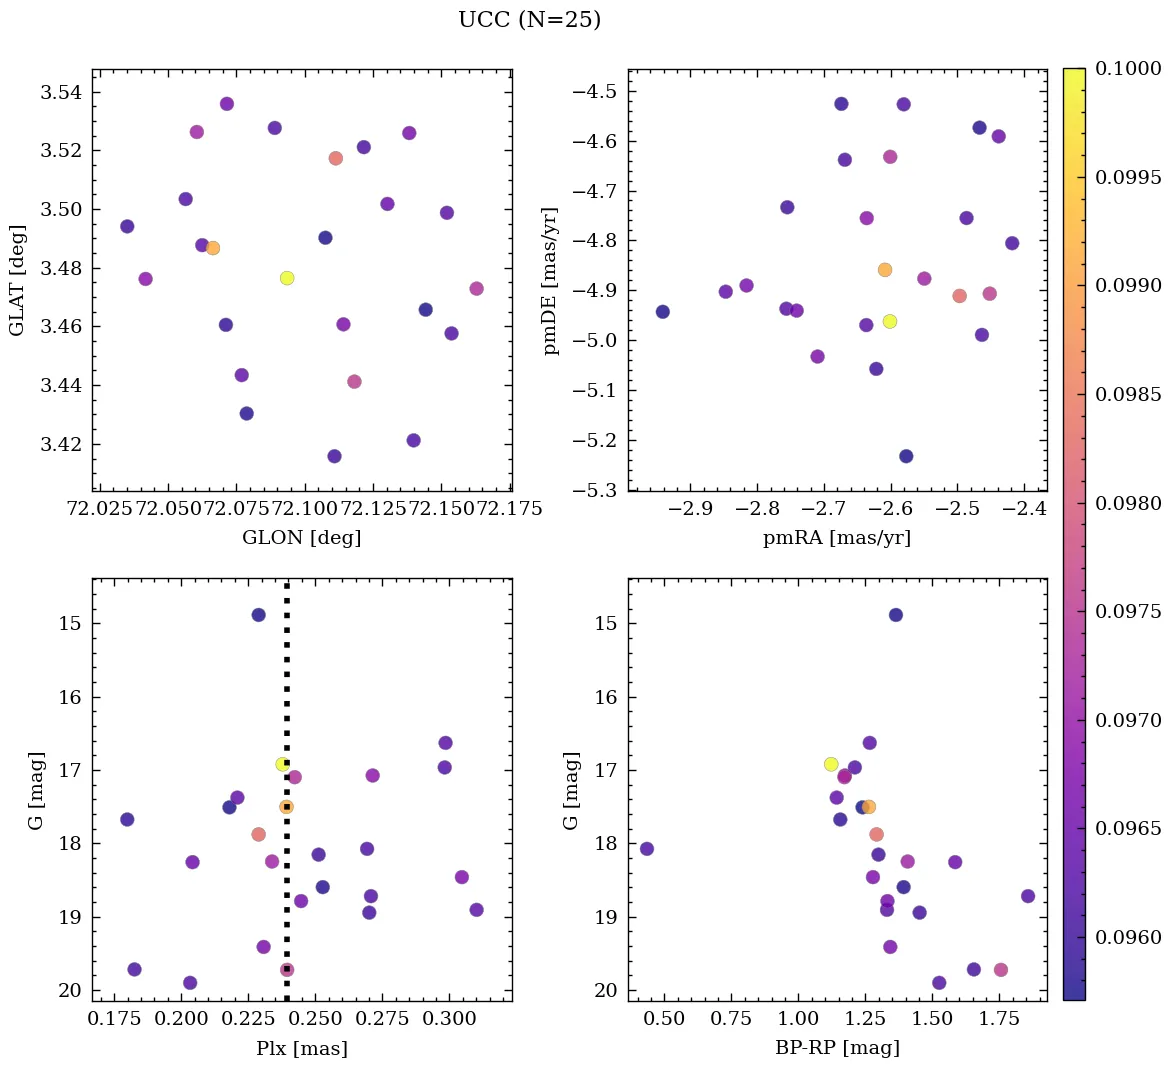 UCC (N=25)
3.54
3.52
3.50
3.48
3.46
3.44
3.42
GLAT [deg]
72.025 72.050 72.075 72.100 72.125 72.150 72.175
GLON [deg]
−4.5
−4.6
−4.7
−4.8
−4.9
−5.0
−5.1
−5.2
−5.3
pmDE [mas/yr]
−2.9 −2.8 −2.7 −2.6 −2.5 −2.4
pmRA [mas/yr]
0.1000
0.0995
0.0990
0.0985
0.0980
0.0975
0.0970
0.0965
0.0960
15
16
17
18
19
20
G [mag]
0.175 0.200 0.225 0.250 0.275 0.300
Plx [mas]
15
16
17
18
19
20
G [mag]
0.50 0.75 1.00 1.25 1.50 1.75
BP-RP [mag]